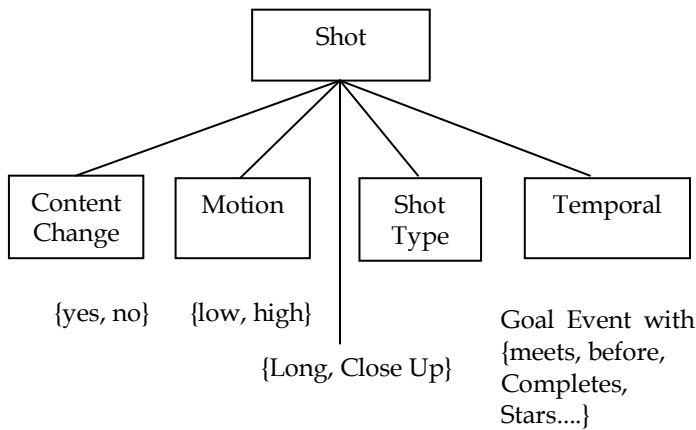 Shot
Content
Change
Motion
Shot
Type
Temporal
{yes, no}
{low, high}
{Long, Close Up}
Goal Event with
{meets, before,
Completes,
Stars....}